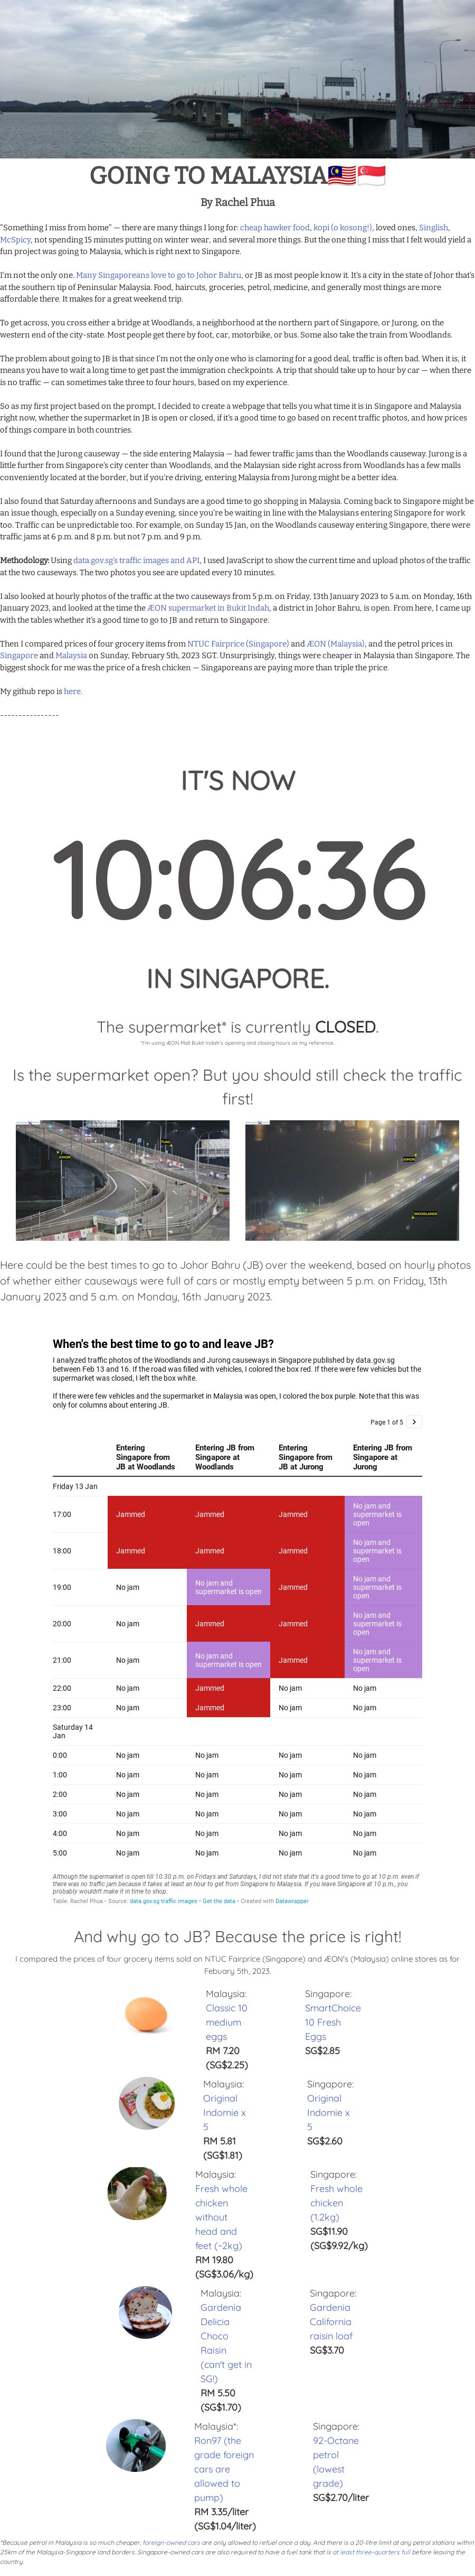 GOING TO MALAYSIA🇲🇾🇸🇬
By Rachel Phua
"Something I miss from home" — there are many things I long for: cheap hawker food, kopi (o kosong!), loved ones, Singlish,
McSpicy, not spending 15 minutes putting on winter wear, and several more things. But the one thing I miss that I felt would yield a
fun project was going to Malaysia, which is right next to Singapore.
I'm not the only one. Many Singaporeans love to go to Johor Bahru, or JB as most people know it. It's a city in the state of Johor that's
at the southern tip of Peninsular Malaysia. Food, haircuts, groceries, petrol, medicine, and generally most things are more
affordable there. It makes for a great weekend trip.
To get across, you cross either a bridge at Woodlands, a neighborhood at the northern part of Singapore, or Jurong, on the
western end of the city-state. Most people get there by foot, car, motorbike, or bus. Some also take the train from Woodlands.
The problem about going to JB is that since I'm not the only one who is clamoring for a good deal, traffic is often bad. When it is, it
means you have to wait a long time to get past the immigration checkpoints. A trip that should take up to hour by car — when there
is no traffic — can sometimes take three to four hours, based on my experience.
So as my first project based on the prompt, I decided to create a webpage that tells you what time it is in Singapore and Malaysia
right now, whether the supermarket in JB is open or closed, if it's a good time to go based on recent traffic photos, and how prices
of things compare in both countries.
I found that the Jurong causeway — the side entering Malaysia — had fewer traffic jams than the Woodlands causeway. Jurong is a
little further from Singapore's city center than Woodlands, and the Malaysian side right across from Woodlands has a few malls
conveniently located at the border, but if you're driving, entering Malaysia from Jurong might be a better idea.
I also found that Saturday afternoons and Sundays are a good time to go shopping in Malaysia. Coming back to Singapore might be
an issue though, especially on a Sunday evening, since you're be waiting in line with the Malaysians entering Singapore for work
too. Traffic can be unpredictable too. For example, on Sunday 15 Jan, on the Woodlands causeway entering Singapore, there were
traffic jams at 6 p.m. and 8 p.m. but not 7 p.m. and 9 p.m.
Methodology: Using data.gov.sg's traffic images and API, I used JavaScript to show the current time and upload photos of the traffic
at the two causeways. The two photos you see are updated every 10 minutes.
I also looked at hourly photos of the traffic at the two causeways from 5 p.m. on Friday, 13th January 2023 to 5 a.m. on Monday, 16th
January 2023, and looked at the time the ÆON supermarket in Bukit Indah, a district in Johor Bahru, is open. From here, I came up
with the tables of whether it's a good time to go to JB and return to Singapore.
Then I compared prices of four grocery items from NTUC Fairprice (Singapore) and ÆON (Malaysia), and the petrol prices in
Singapore and Malaysia on Sunday, February 5th, 2023 SGT. Unsurprisingly, things were cheaper in Malaysia than Singapore. The
biggest shock for me was the price of a fresh chicken — Singaporeans are paying more than triple the price.
My github repo is here.
----------------
IT'S NOW
10:06:36
IN SINGAPORE.
The supermarket* is currently CLOSED.
*I'm using ÆON Mall Bukit Indah's opening and closing hours as my reference.
Is the supermarket open? But you should still check the traffic
first!
TUAS
JOHOR
JOHOR
WOODLANDS
Here could be the best times to go to Johor Bahru (JB) over the weekend, based on hourly photos
of whether either causeways were full of cars or mostly empty between 5 p.m. on Friday, 13th
January 2023 and 5 a.m. on Monday, 16th January 2023.
When's the best time to go to and leave JB?
I analyzed traffic photos of the Woodlands and Jurong causeways in Singapore published by data.gov.sg
between Feb 13 and 16. If the road was filled with vehicles, I colored the box red. If there were few vehicles but the
supermarket was closed, I left the box white.
If there were few vehicles and the supermarket in Malaysia was open, I colored the box purple. Note that this was
only for columns about entering JB.
Page 1 of 5 >
Entering Singapore from JB at Woodlands Entering JB from Singapore at Woodlands Entering Singapore from JB at Jurong Entering JB from Singapore at Jurong
Friday 13 Jan
17:00 Jammed Jammed Jammed No jam and supermarket is open
18:00 Jammed Jammed Jammed No jam and supermarket is open
19:00 No jam No jam and supermarket is open Jammed No jam and supermarket is open
20:00 No jam Jammed Jammed No jam and supermarket is open
21:00 No jam No jam and supermarket is open Jammed No jam and supermarket is open
22:00 No jam Jammed No jam No jam
23:00 No jam Jammed No jam No jam
Saturday 14 Jan
0:00 No jam No jam No jam No jam
1:00 No jam No jam No jam No jam
2:00 No jam No jam No jam No jam
3:00 No jam No jam No jam No jam
4:00 No jam No jam No jam No jam
5:00 No jam No jam No jam No jam
Although the supermarket is open till 10:30 p.m. on Fridays and Saturdays, I did not state that it's a good time to go at 10 p.m. even if
there was no traffic jam because it takes at least an hour to get from Singapore to Malaysia. If you leave Singapore at 10 p.m., you
probably wouldn't make it in time to shop.
Table: Rachel Phua • Source: data.gov.sg traffic images • Get the data • Created with Datawrapper
And why go to JB? Because the price is right!
I compared the prices of four grocery items sold on NTUC Fairprice (Singapore) and ÆON's (Malaysia) online stores as for
Febuary 5th, 2023.
Malaysia:
Classic 10
medium
eggs
RM 7.20
(SG$2.25)
Singapore:
SmartChoice
10 Fresh
Eggs
SG$2.85
Malaysia:
Original
Indomie x
5
RM 5.81
(SG$1.81)
Singapore:
Original
Indomie x
5
SG$2.60
Malaysia:
Fresh whole
chicken
without
head and
feet (~2kg)
RM 19.80
(SG$3.06/kg)
Singapore:
Fresh whole
chicken
(1.2kg)
SG$11.90
(SG$9.92/kg)
Malaysia:
Gardenia
Delicia
Choco
Raisin
(can't get in
SG!)
RM 5.50
(SG$1.70)
Singapore:
Gardenia
California
raisin loaf
SG$3.70
Malaysia*:
Ron97 (the
grade foreign
cars are
allowed to
pump)
RM 3.35/liter
(SG$1.04/liter)
Singapore:
92-Octane
petrol
(lowest
grade)
SG$2.70/liter
*Because petrol in Malaysia is so much cheaper, foreign-owned cars are only allowed to refuel once a day. And there is a 20-litre limit at any petrol stations within
25km of the Malaysia-Singapore land borders. Singapore-owned cars are also required to have a fuel tank that is at least three-quarters full before leaving the
country.